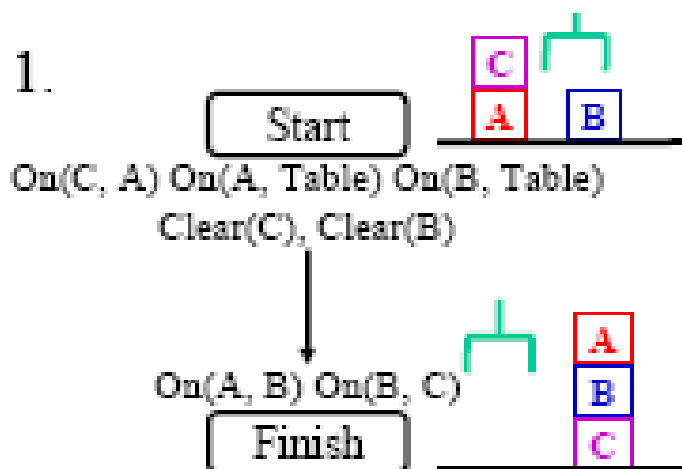 1.
C
A B
Start
On(C, A) On(A, Table) On(B, Table)
Clear(C), Clear(B)
A
On(A, B) On(B, C)
B
Finish
C